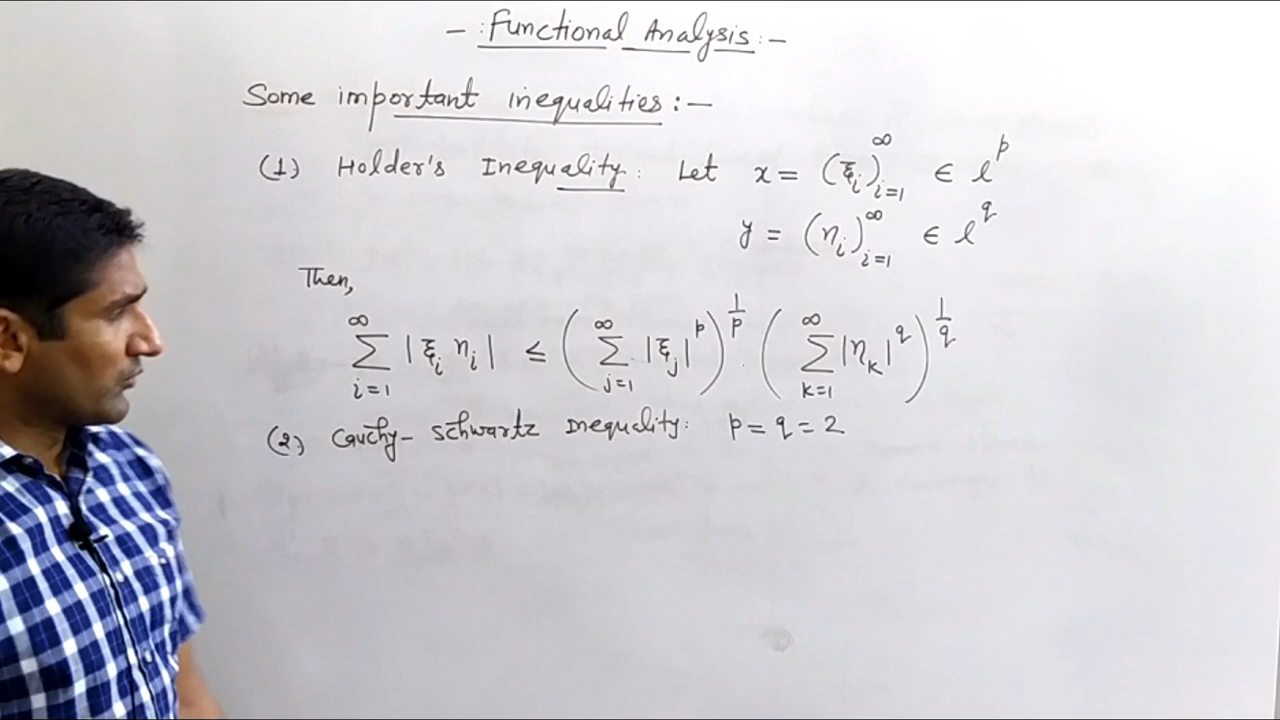 - : Functional Analysis : -
Some important inequalities : -
(1) Holder's Inequality : Let x = (ξ_i)_{i=1}^∞ ∈ l^p
y = (η_i)_{i=1}^∞ ∈ l^q
Then,
∑_{i=1}^∞ |ξ_i η_i| ≤ (∑_{j=1}^∞ |ξ_j|^p)^{1/p} · (∑_{k=1}^∞ |η_k|^q)^{1/q}
(2) Cauchy-Schwartz Inequality : p = q = 2